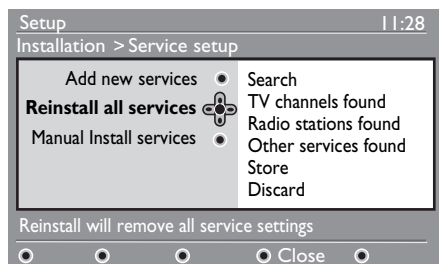 Setup 11:28
Installation > Service setup
Add new services
Reinstall all services
Manual Install services
Search
TV channels found
Radio stations found
Other services found
Store
Discard
Reinstall will remove all service settings
Close